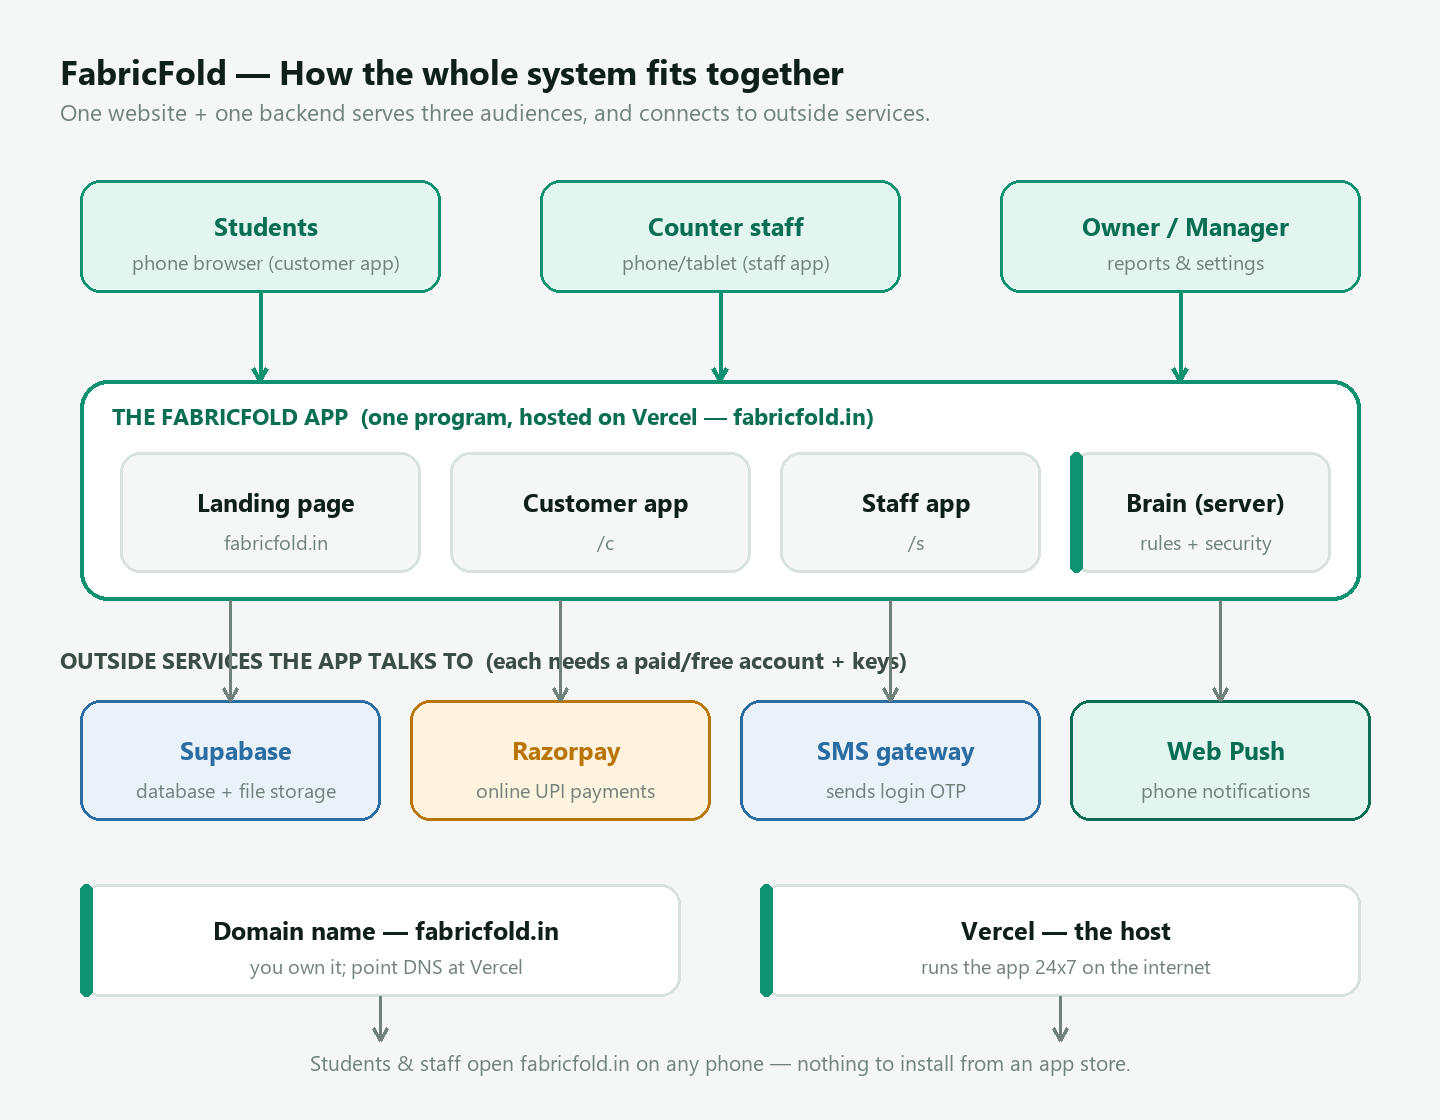 FabricFold — How the whole system fits together
One website + one backend serves three audiences, and connects to outside services.
Students
phone browser (customer app)
Counter staff
phone/tablet (staff app)
Owner / Manager
reports & settings
THE FABRICFOLD APP (one program, hosted on Vercel — fabricfold.in)
Landing page
fabricfold.in
Customer app
/c
Staff app
/s
Brain (server)
rules + security
OUTSIDE SERVICES THE APP TALKS TO (each needs a paid/free account + keys)
Supabase
database + file storage
Razorpay
online UPI payments
SMS gateway
sends login OTP
Web Push
phone notifications
Domain name — fabricfold.in
you own it; point DNS at Vercel
Vercel — the host
runs the app 24x7 on the internet
Students & staff open fabricfold.in on any phone — nothing to install from an app store.